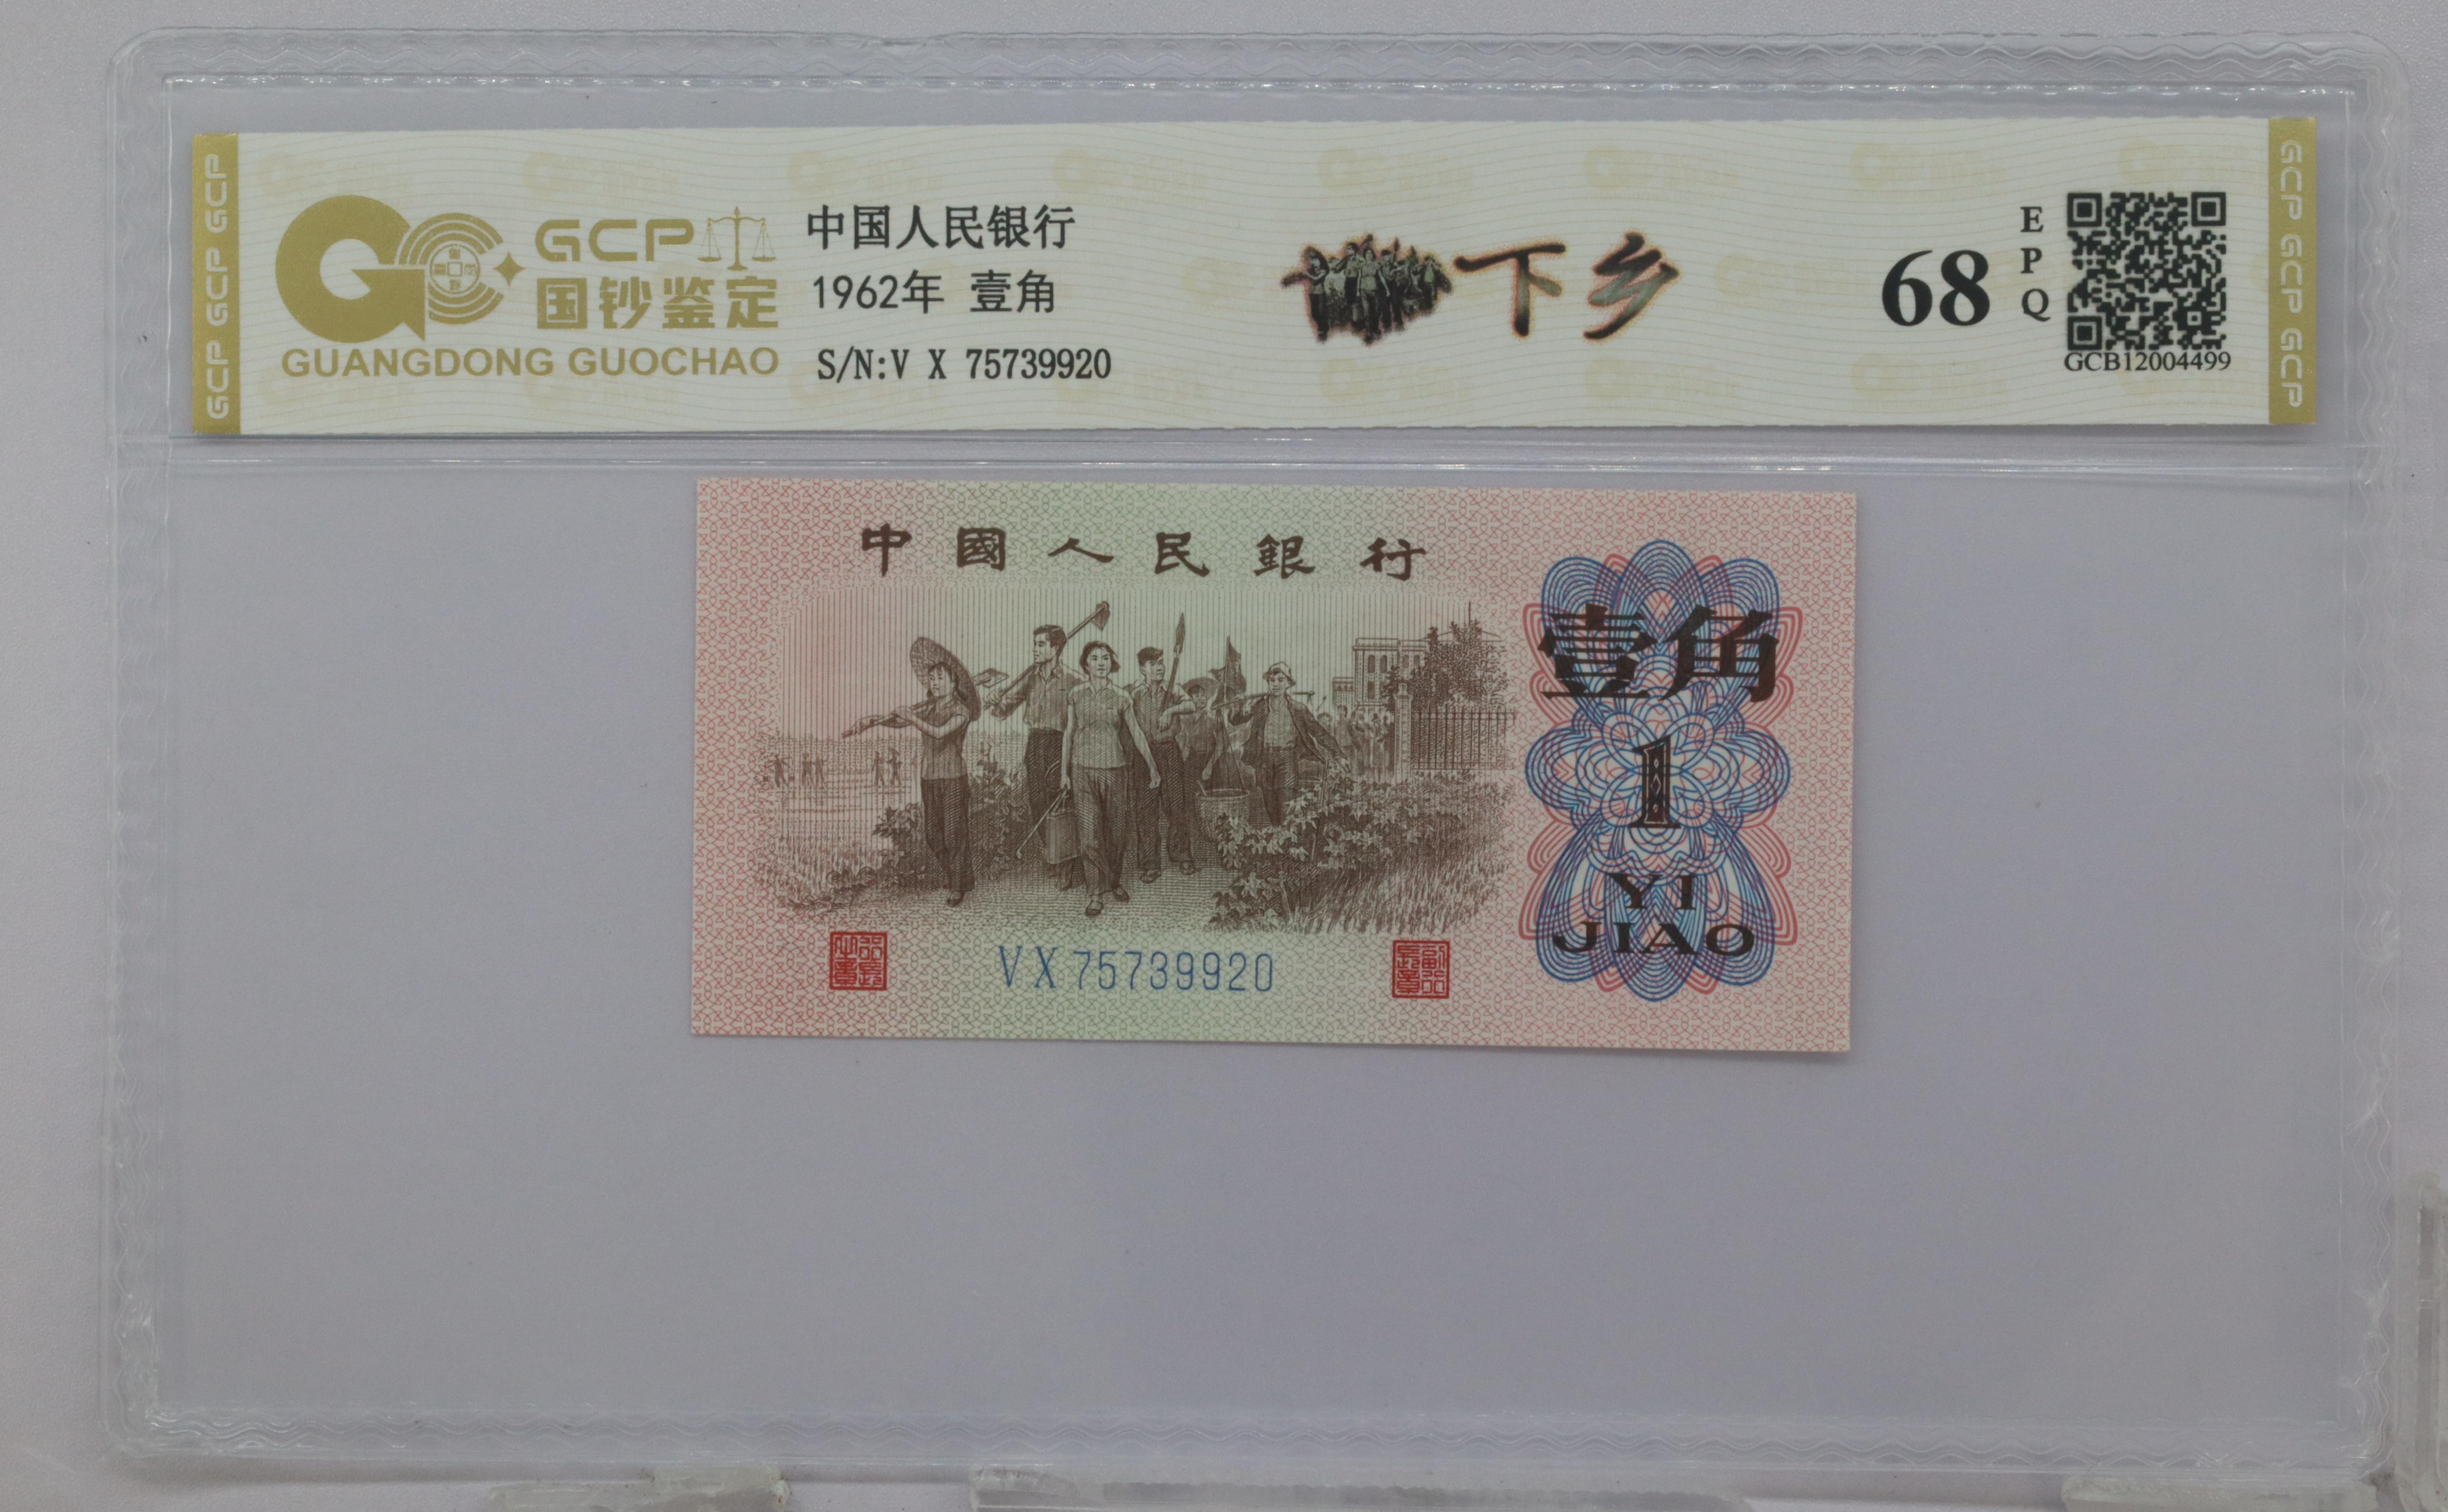 GCP GCP GCP
GCP
国钞鉴定
GUANGDONG GUOCHAO
中国人民银行
1962年 壹角
S/N:V X 75739920
下乡
68
E
P
Q
GCB12004499
GCP GCP GCP
中國人民銀行
壹角
1
YI
JIAO
VX75739920